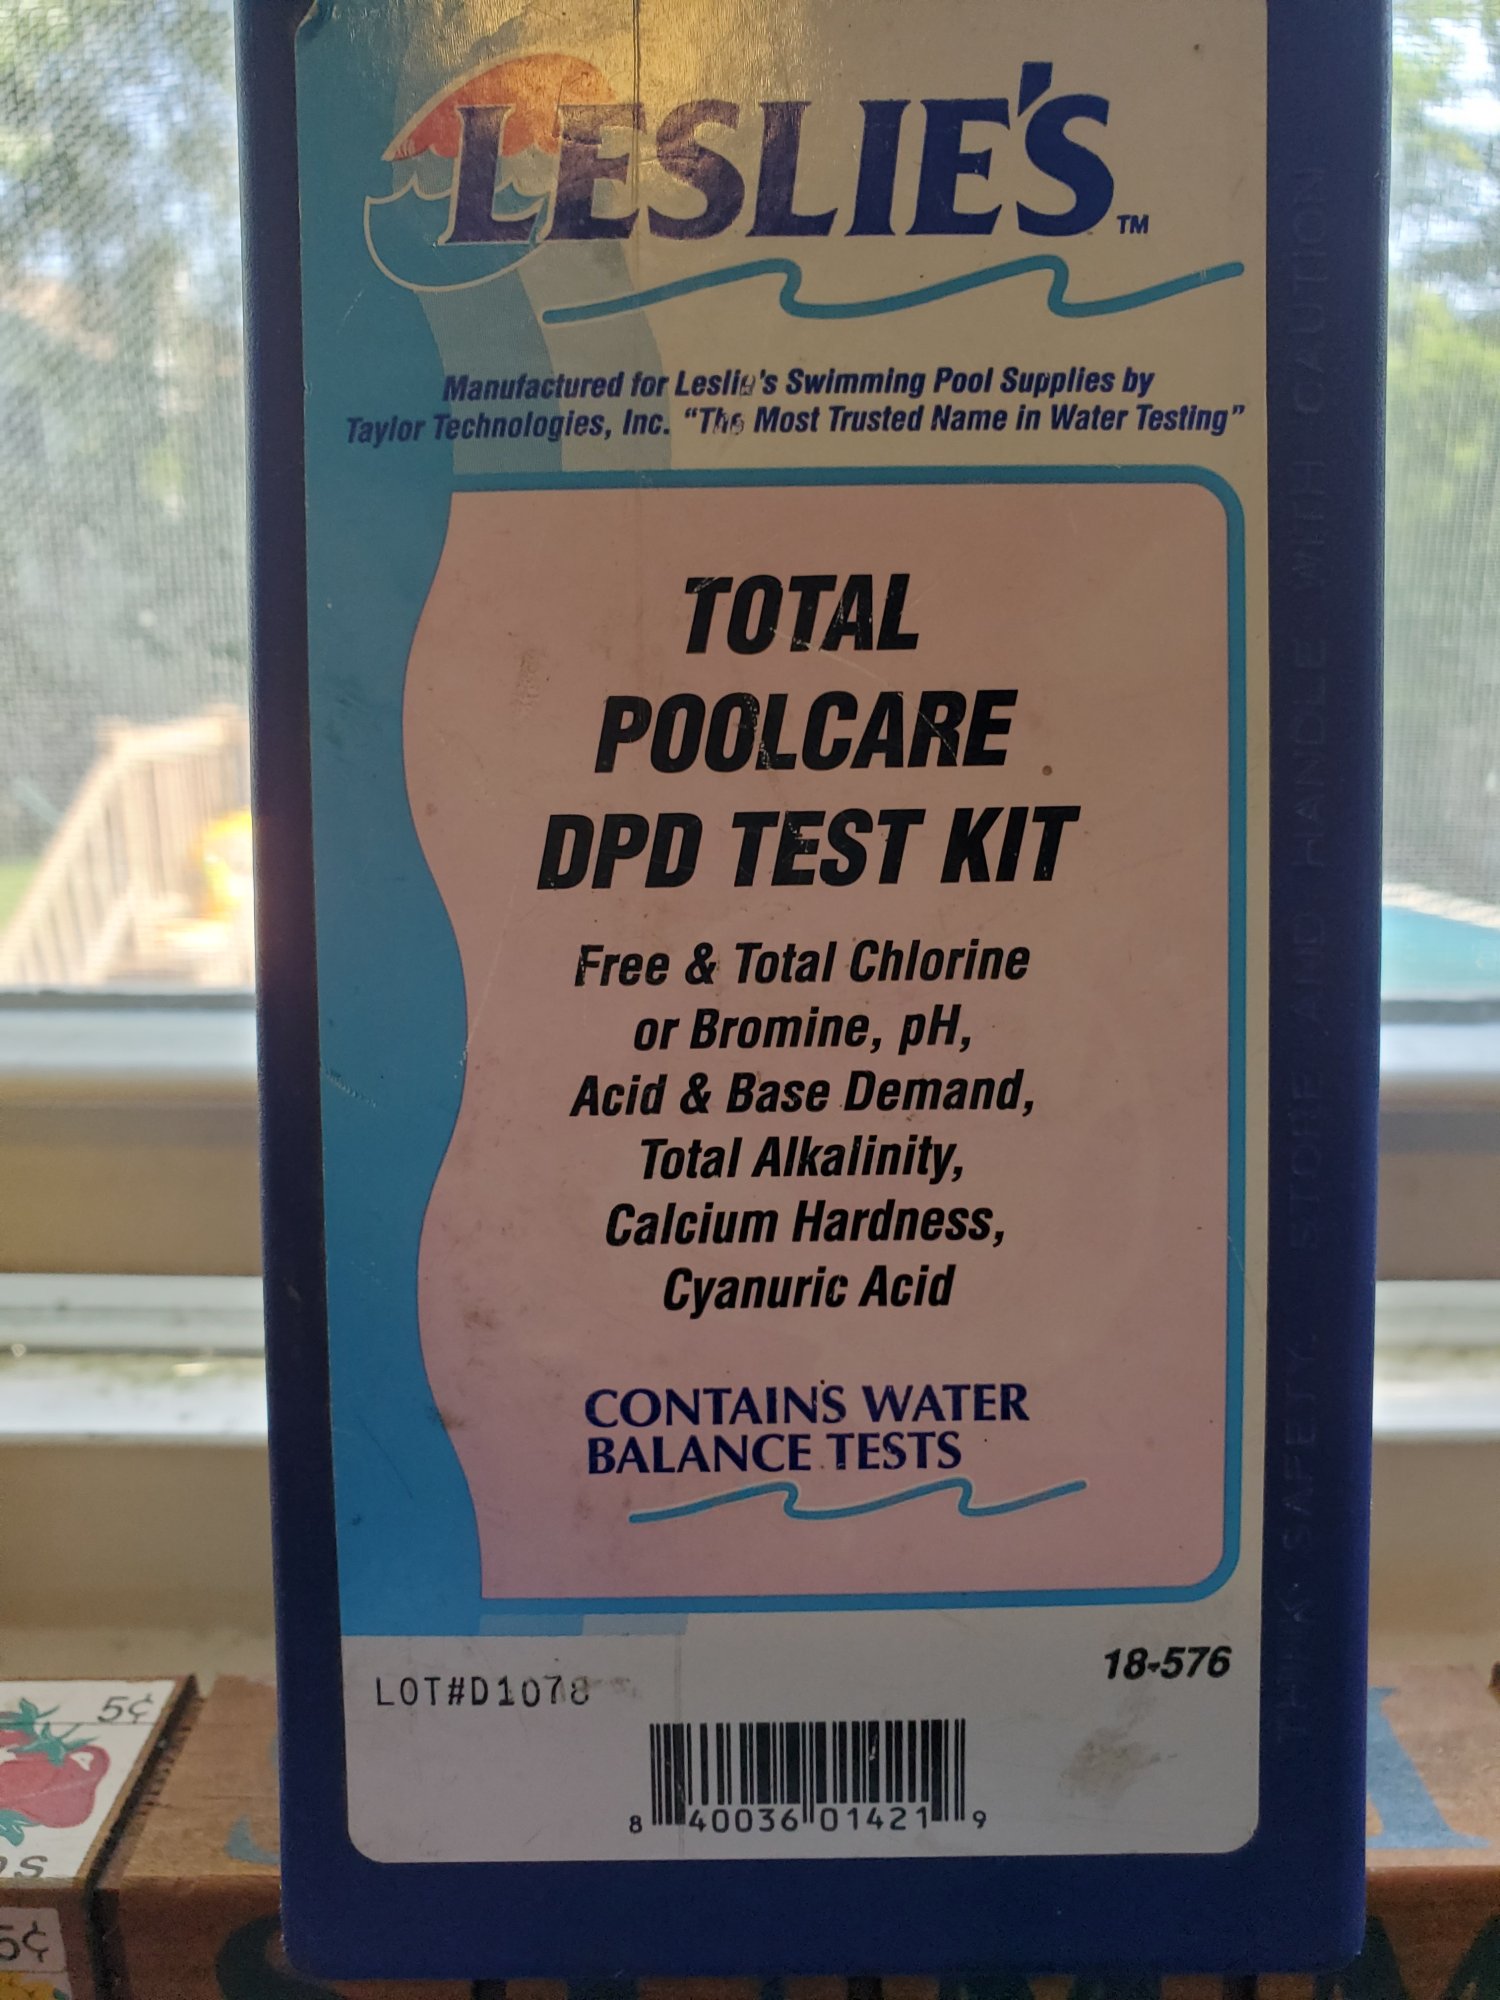 LESLIE'S™
Manufactured for Leslie's Swimming Pool Supplies by
Taylor Technologies, Inc. “The Most Trusted Name in Water Testing”
TOTAL
POOLCARE
DPD TEST KIT
Free & Total Chlorine
or Bromine, pH,
Acid & Base Demand,
Total Alkalinity,
Calcium Hardness,
Cyanuric Acid
CONTAINS WATER
BALANCE TESTS
18-576
LOT#D1078
8 40036 01421 9
THINK SAFETY. STORE AND HANDLE WITH CAUTION
5¢
5¢